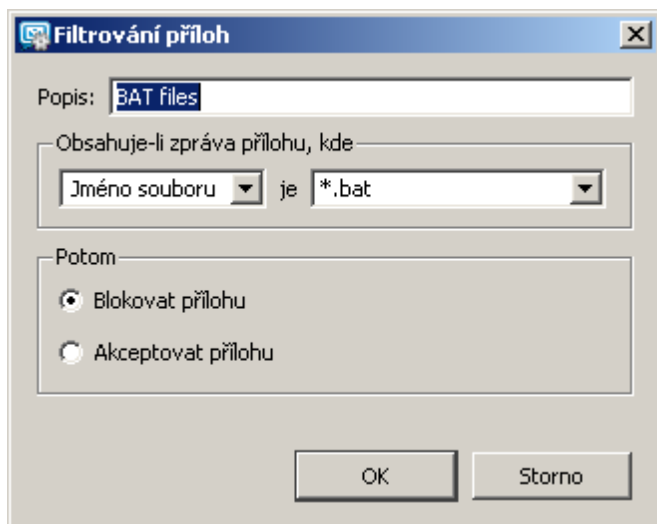 Filtrování příloh
Popis: BAT files
Obsahuje-li zpráva přílohu, kde
Jméno souboru je *.bat
Potom
Blokovat přílohu
Akceptovat přílohu
OK Storno